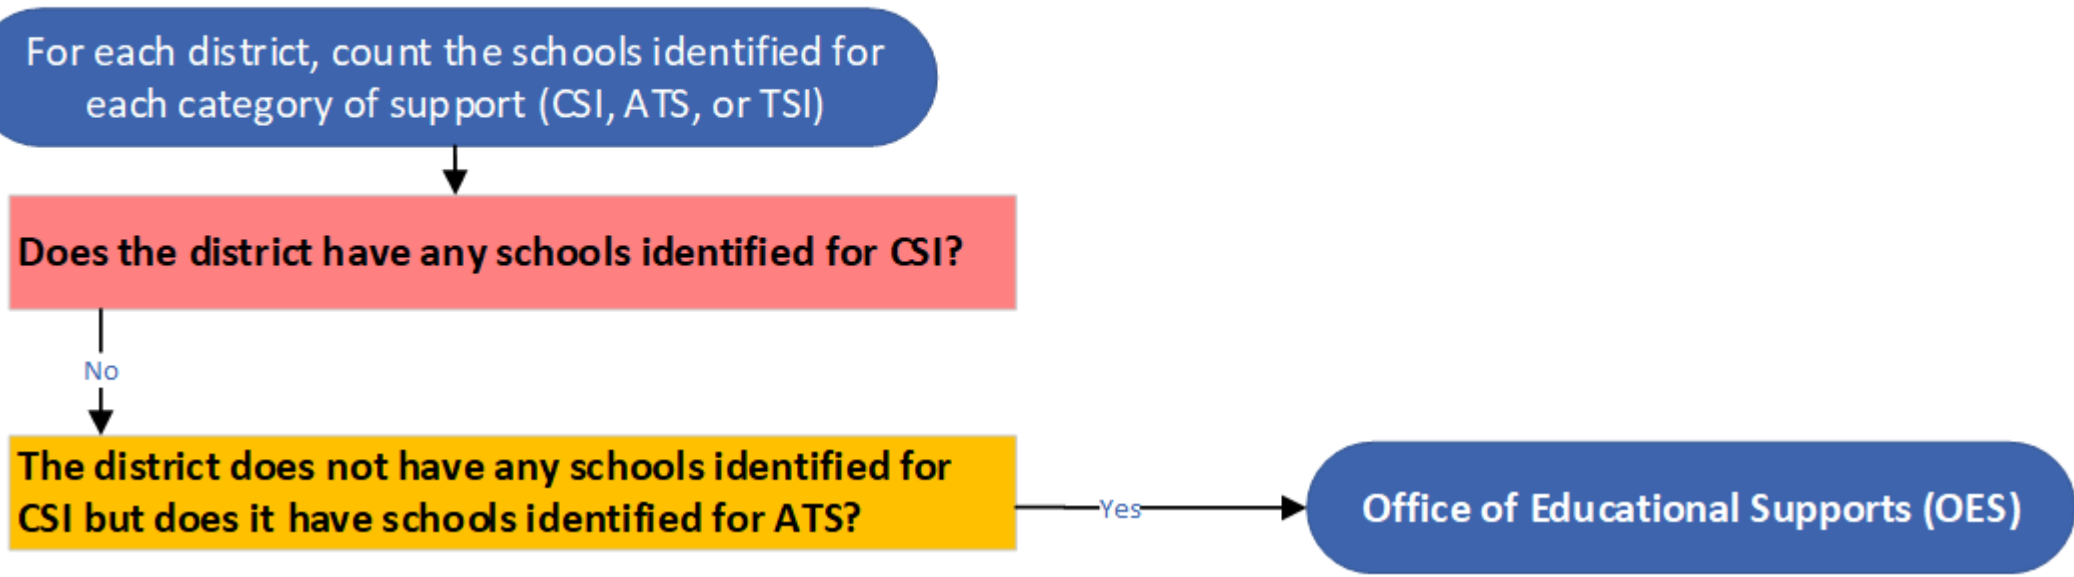 For each district, count the schools identified for
each category of support (CSI, ATS, or TSI)
Does the district have any schools identified for CSI?
No
The district does not have any schools identified for
CSI but does it have schools identified for ATS?
Yes
Office of Educational Supports (OES)